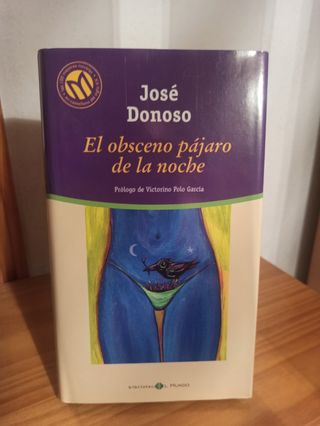 José
Donoso
El obsceno pájaro
de la noche
Prólogo de Victorino Polo García